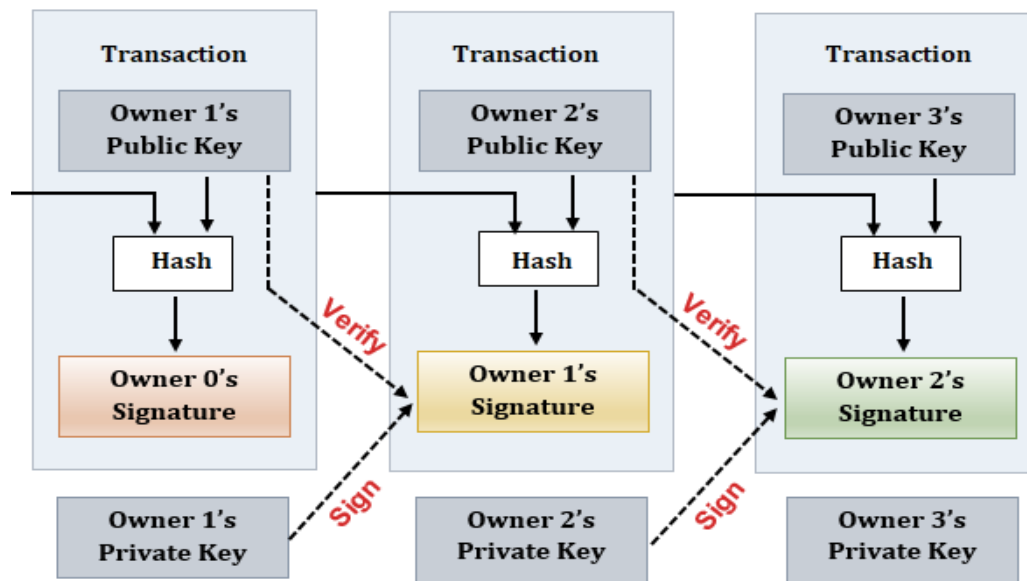 Transaction
Owner 1's
Public Key
Hash
Verify
Owner 0's
Signature
Sign
Owner 1's
Private Key
Transaction
Owner 2's
Public Key
Hash
Verify
Owner 1's
Signature
Sign
Owner 2's
Private Key
Transaction
Owner 3's
Public Key
Hash
Owner 2's
Signature
Owner 3's
Private Key